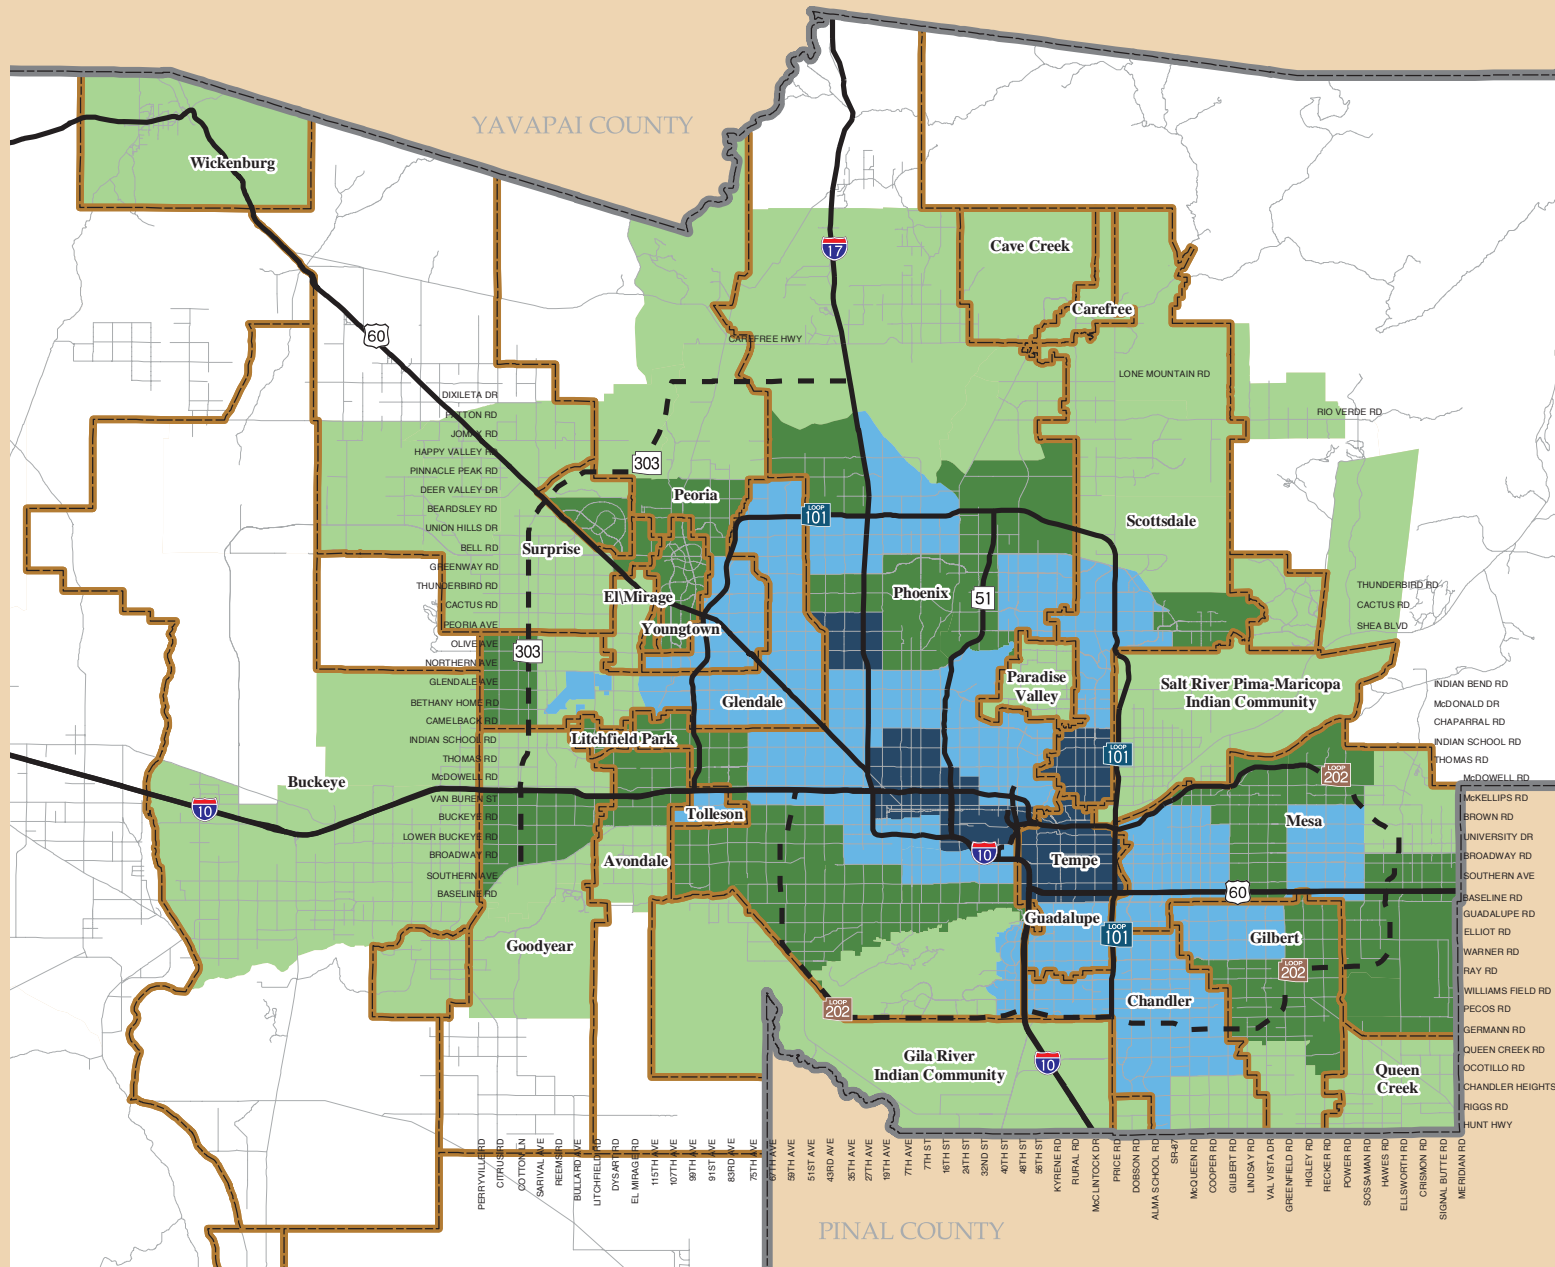 YAVAPAI COUNTY
Wickenburg
17
Cave Creek
Carefree
60
CAREFREE HWY
LONE MOUNTAIN RD
RIO VERDE RD
DIXILETA DR
PATTON RD
JOMAX RD
HAPPY VALLEY RD
PINNACLE PEAK RD
DEER VALLEY DR
BEARDSLEY RD
UNION HILLS DR
BELL RD
GREENWAY RD
THUNDERBIRD RD
CACTUS RD
PEORIA AVE
OLIVE AVE
NORTHERN AVE
GLENDALE AVE
BETHANY HOME RD
CAMELBACK RD
INDIAN SCHOOL RD
THOMAS RD
McDOWELL RD
VAN BUREN ST
BUCKEYE RD
LOWER BUCKEYE RD
BROADWAY RD
SOUTHERN AVE
BASELINE RD
303
Peoria
LOOP
101
Scottsdale
Surprise
El\Mirage
Youngtown
Phoenix
51
THUNDERBIRD RD
CACTUS RD
SHEA BLVD
303
Glendale
Paradise
Valley
Salt River Pima-Maricopa
Indian Community
Litchfield Park
LOOP
101
LOOP
202
Buckeye
10
Tolleson
Avondale
10
Tempe
Mesa
60
Goodyear
Guadalupe
LOOP
101
Gilbert
LOOP
202
LOOP
202
Chandler
Gila River
Indian Community
10
Queen
Creek
INDIAN BEND RD
McDONALD DR
CHAPARRAL RD
INDIAN SCHOOL RD
THOMAS RD
McDOWELL RD
McKELLIPS RD
BROWN RD
UNIVERSITY DR
BROADWAY RD
SOUTHERN AVE
BASELINE RD
GUADALUPE RD
ELLIOT RD
WARNER RD
RAY RD
WILLIAMS FIELD RD
PECOS RD
GERMANN RD
QUEEN CREEK RD
OCOTILLO RD
CHANDLER HEIGHTS
RIGGS RD
HUNT HWY
PERRYVILLE RD
CITRUS RD
COTTON LN
SARIVAL AVE
REEMS RD
BULLARD AVE
LITCHFIELD RD
DYSART RD
EL MIRAGE RD
115TH AVE
107TH AVE
99TH AVE
91ST AVE
83RD AVE
75TH AVE
67TH AVE
59TH AVE
51ST AVE
43RD AVE
35TH AVE
27TH AVE
19TH AVE
7TH AVE
7TH ST
16TH ST
24TH ST
32ND ST
40TH ST
48TH ST
56TH ST
KYRENE RD
RURAL RD
McCLINTOCK DR
PRICE RD
DOBSON RD
ALMA SCHOOL RD
SR-87
McQUEEN RD
COOPER RD
GILBERT RD
LINDSAY RD
VAL VISTA DR
GREENFIELD RD
HIGLEY RD
RECKER RD
POWER RD
SOSSAMAN RD
HAWES RD
ELLSWORTH RD
CRISMON RD
SIGNAL BUTTE RD
MERIDIAN RD
PINAL COUNTY